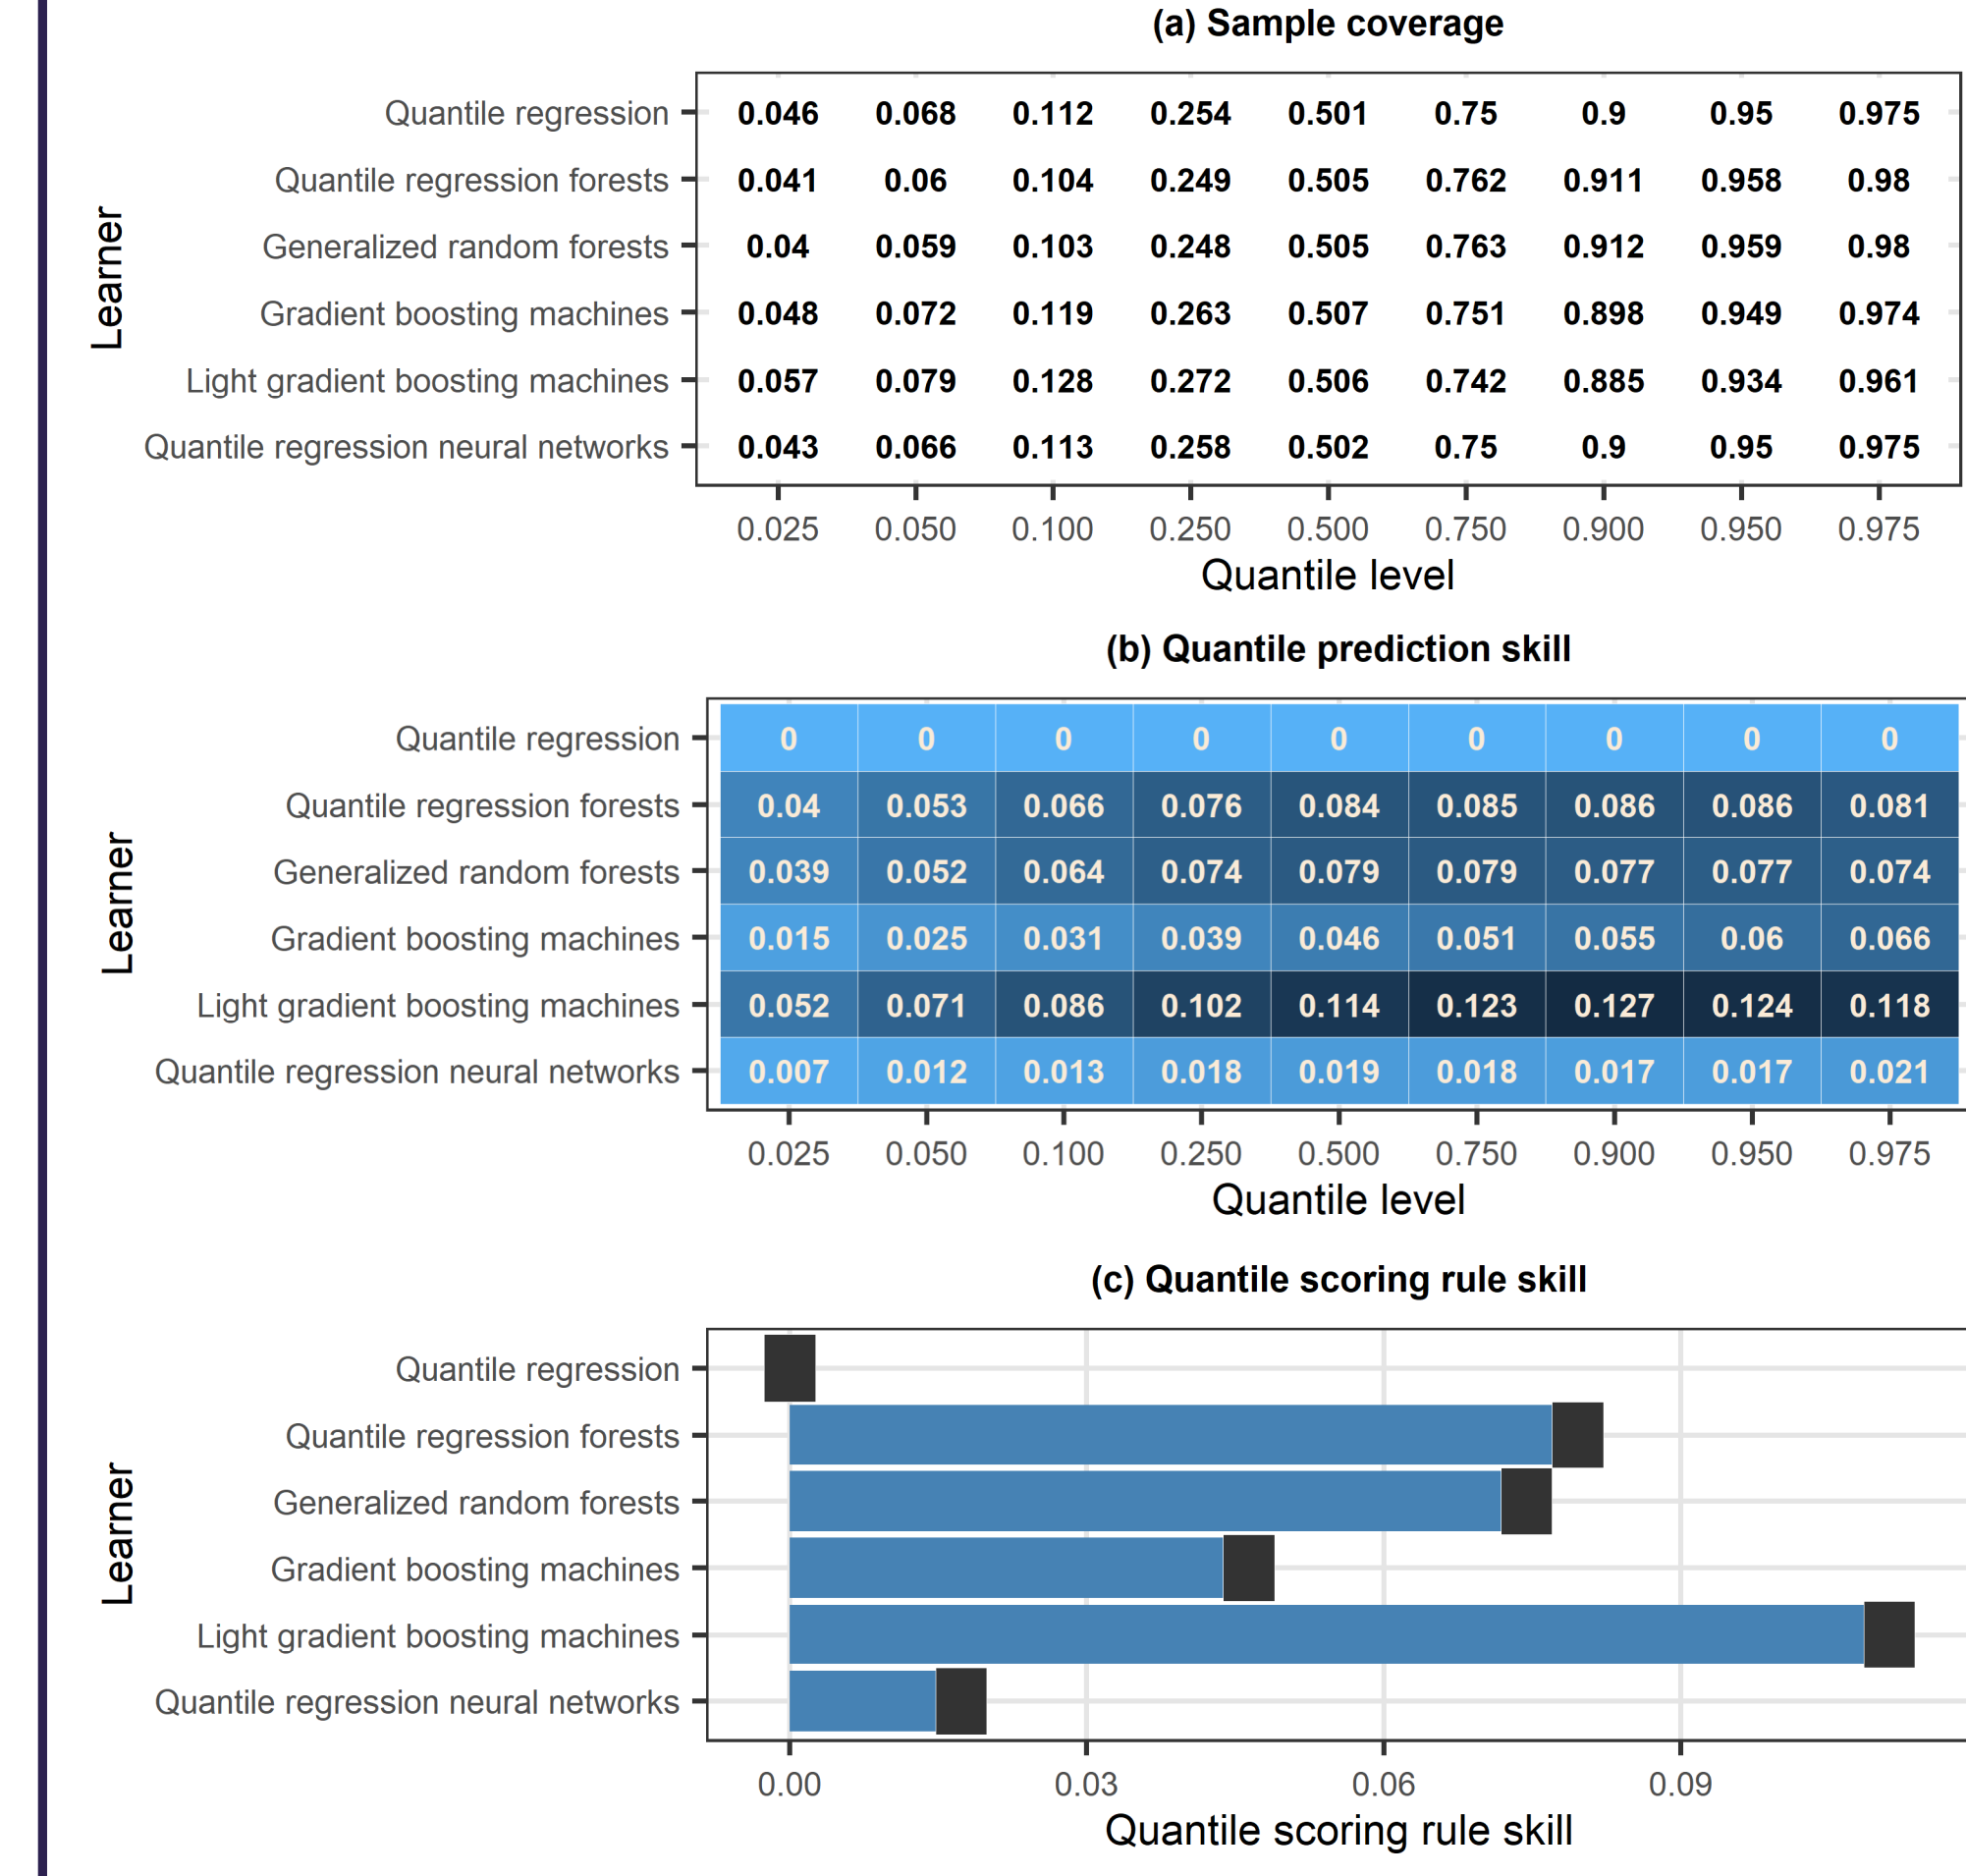 (a) Sample coverage
Learner
Quantile regression 0.046 0.068 0.112 0.254 0.501 0.75 0.9 0.95 0.975
Quantile regression forests 0.041 0.06 0.104 0.249 0.505 0.762 0.911 0.958 0.98
Generalized random forests 0.04 0.059 0.103 0.248 0.505 0.763 0.912 0.959 0.98
Gradient boosting machines 0.048 0.072 0.119 0.263 0.507 0.751 0.898 0.949 0.974
Light gradient boosting machines 0.057 0.079 0.128 0.272 0.506 0.742 0.885 0.934 0.961
Quantile regression neural networks 0.043 0.066 0.113 0.258 0.502 0.75 0.9 0.95 0.975
0.025 0.050 0.100 0.250 0.500 0.750 0.900 0.950 0.975
Quantile level
(b) Quantile prediction skill
Learner
Quantile regression 0 0 0 0 0 0 0 0 0
Quantile regression forests 0.04 0.053 0.066 0.076 0.084 0.085 0.086 0.086 0.081
Generalized random forests 0.039 0.052 0.064 0.074 0.079 0.079 0.077 0.077 0.074
Gradient boosting machines 0.015 0.025 0.031 0.039 0.046 0.051 0.055 0.06 0.066
Light gradient boosting machines 0.052 0.071 0.086 0.102 0.114 0.123 0.127 0.124 0.118
Quantile regression neural networks 0.007 0.012 0.013 0.018 0.019 0.018 0.017 0.017 0.021
0.025 0.050 0.100 0.250 0.500 0.750 0.900 0.950 0.975
Quantile level
(c) Quantile scoring rule skill
Learner
Quantile regression
Quantile regression forests
Generalized random forests
Gradient boosting machines
Light gradient boosting machines
Quantile regression neural networks
0.00 0.03 0.06 0.09
Quantile scoring rule skill